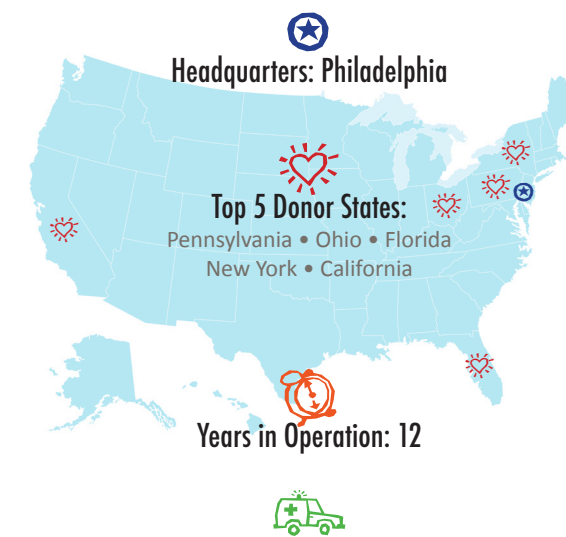 Headquarters: Philadelphia
Top 5 Donor States:
Pennsylvania • Ohio • Florida
New York • California
Years in Operation: 12